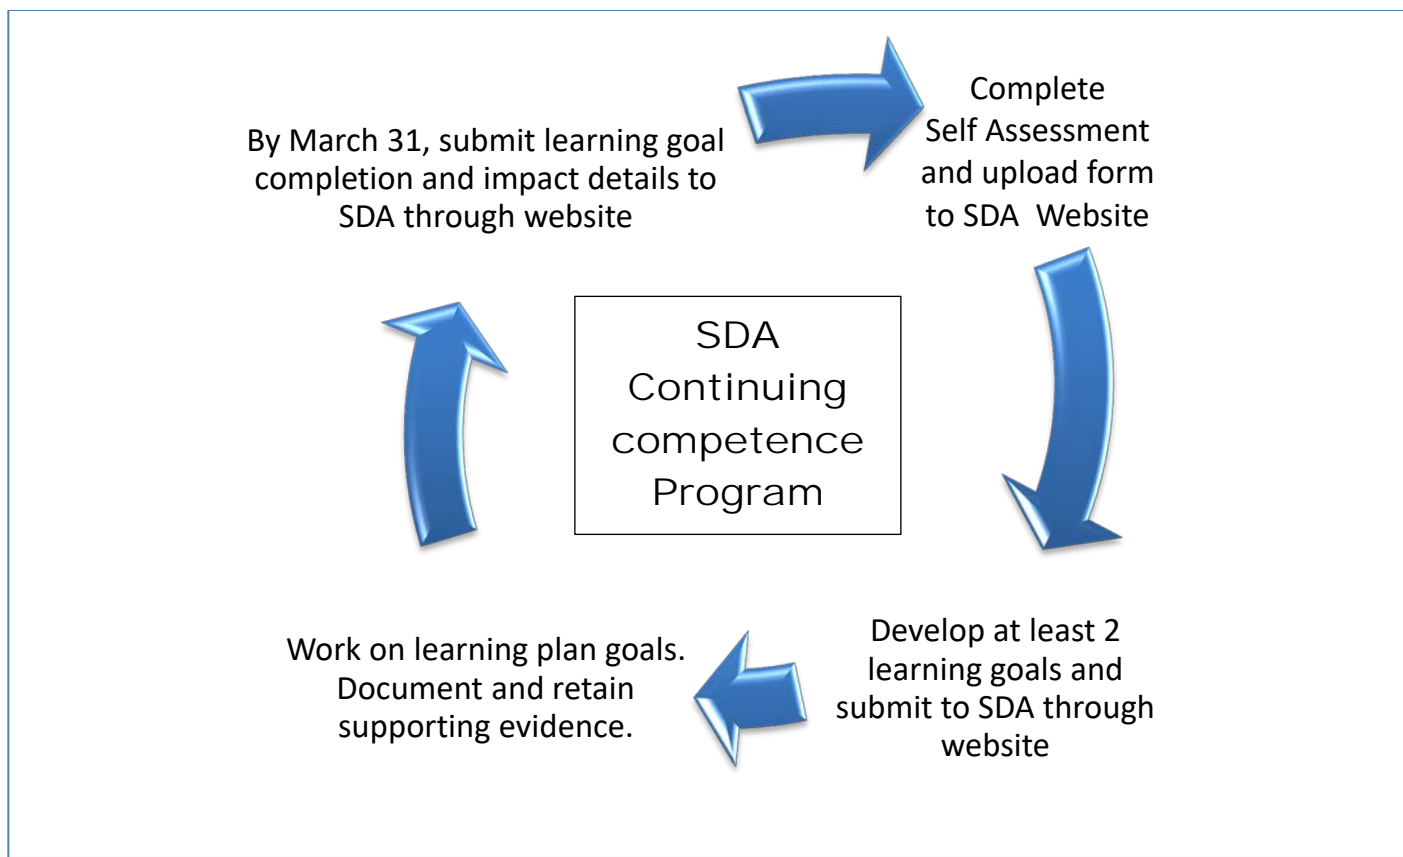 By March 31, submit learning goal
completion and impact details to
SDA through website
Complete
Self Assessment
and upload form
to SDA  Website
SDA
Continuing
competence
Program
Work on learning plan goals.
Document and retain
supporting evidence.
Develop at least 2
learning goals and
submit to SDA through
website